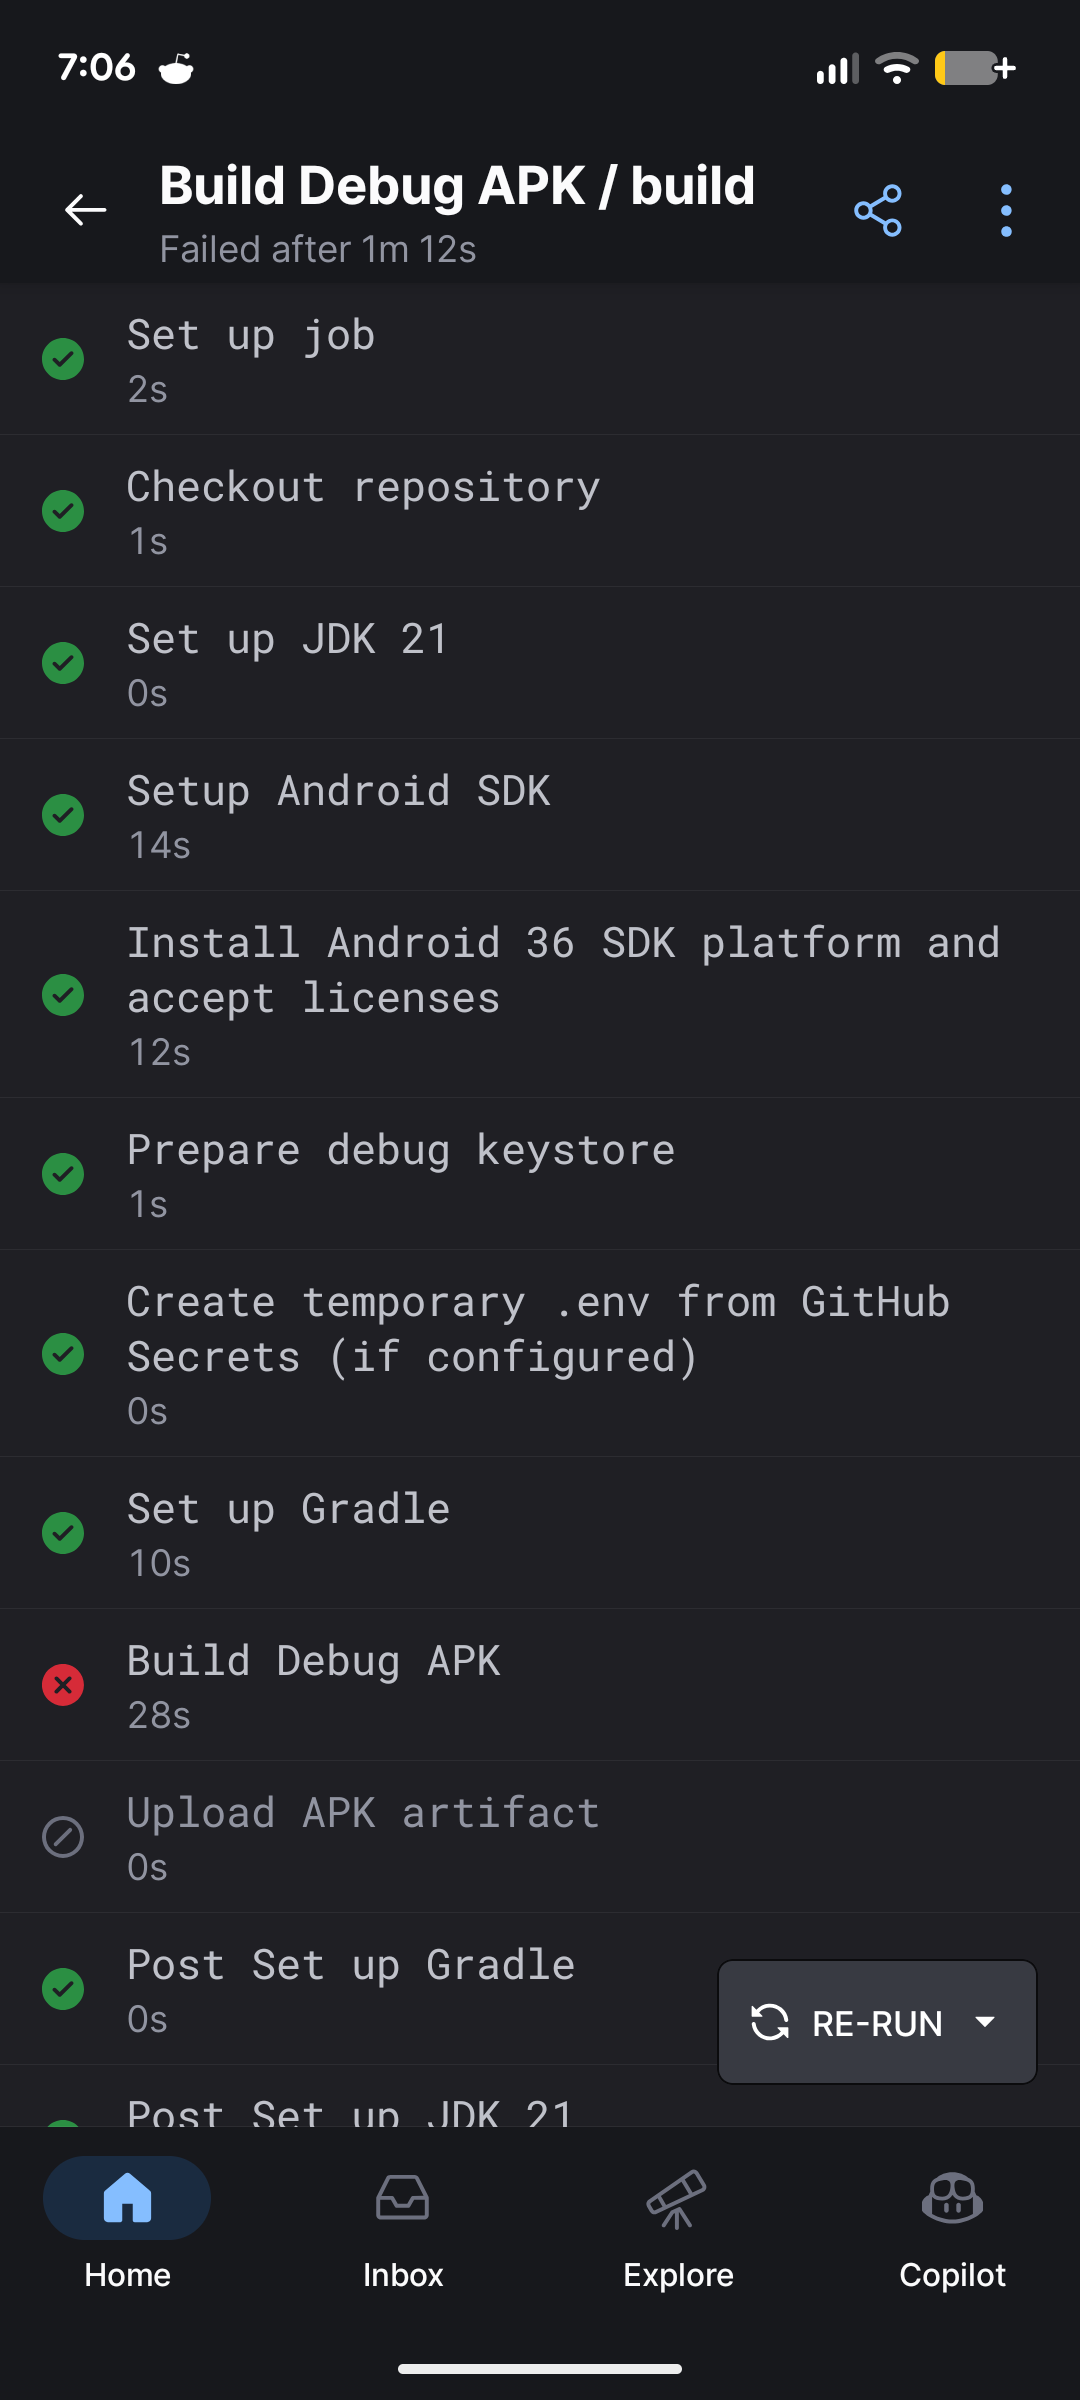 7:06
Build Debug APK / build
Failed after 1m 12s
Set up job
2s
Checkout repository
1s
Set up JDK 21
0s
Setup Android SDK
14s
Install Android 36 SDK platform and
accept licenses
12s
Prepare debug keystore
1s
Create temporary .env from GitHub
Secrets (if configured)
0s
Set up Gradle
10s
Build Debug APK
28s
Upload APK artifact
0s
Post Set up Gradle
0s
RE-RUN
Post Set up JDK 21
Home
Inbox
Explore
Copilot